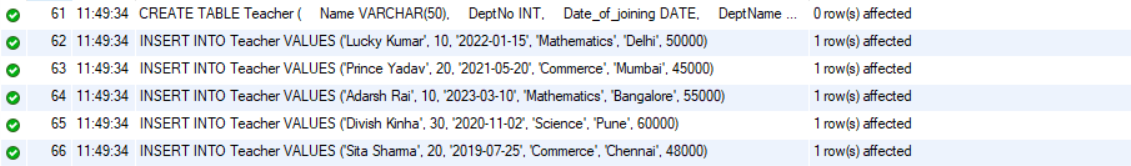 61 11:49:34 CREATE TABLE Teacher ( Name VARCHAR(50), DeptNo INT, Date_of_joining DATE, DeptName ... 0 row(s) affected
62 11:49:34 INSERT INTO Teacher VALUES ('Lucky Kumar', 10, '2022-01-15', 'Mathematics', 'Delhi', 50000) 1 row(s) affected
63 11:49:34 INSERT INTO Teacher VALUES ('Prince Yadav', 20, '2021-05-20', 'Commerce', 'Mumbai', 45000) 1 row(s) affected
64 11:49:34 INSERT INTO Teacher VALUES ('Adarsh Rai', 10, '2023-03-10', 'Mathematics', 'Bangalore', 55000) 1 row(s) affected
65 11:49:34 INSERT INTO Teacher VALUES ('Divish Kinha', 30, '2020-11-02', 'Science', 'Pune', 60000) 1 row(s) affected
66 11:49:34 INSERT INTO Teacher VALUES ('Sita Sharma', 20, '2019-07-25', 'Commerce', 'Chennai', 48000) 1 row(s) affected